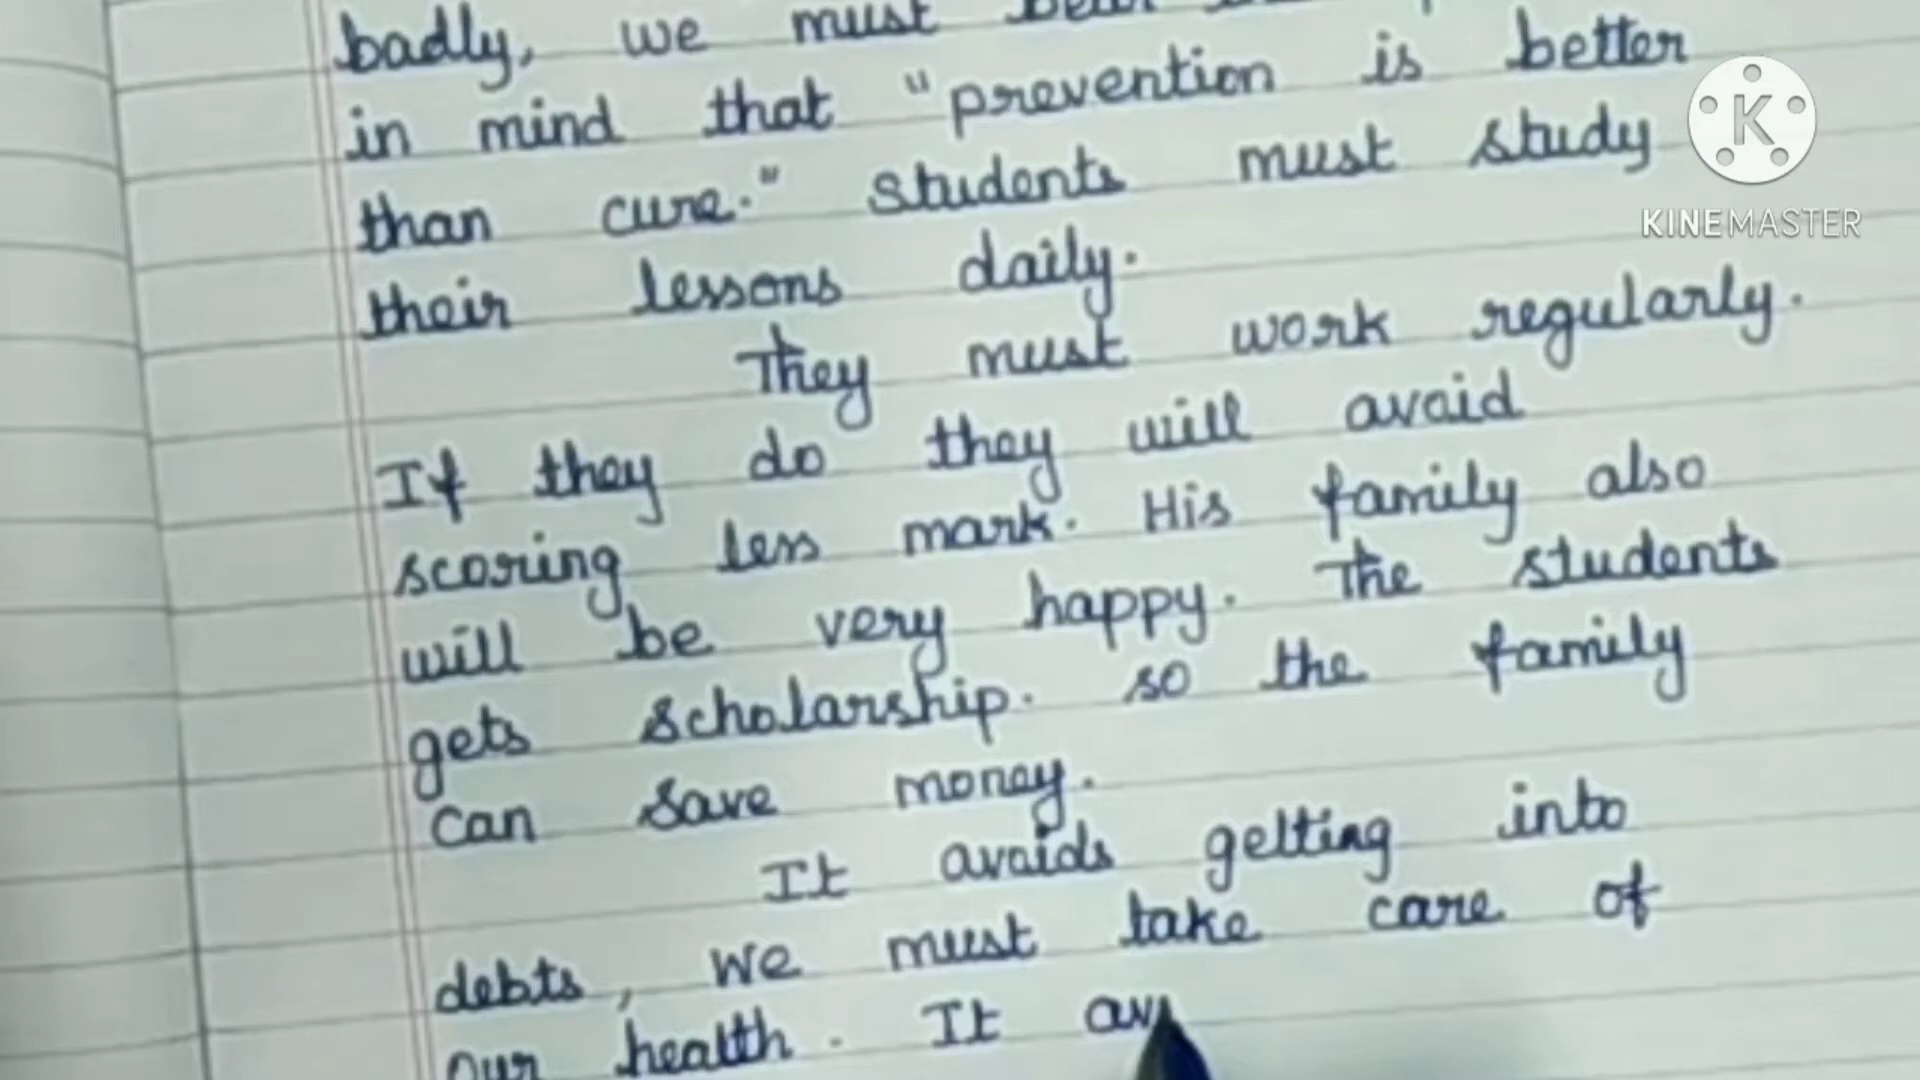 badly, we must
in mind that "prevention is better
than cure." students must study
their lessons daily.
They must work regularly.
If they do they will avoid
scoring less mark. His family also
will be very happy. The students
gets scholarship. so the family
can save money.
It avoids getting into
debts, we must take care of
our health. It
K
KINEMASTER